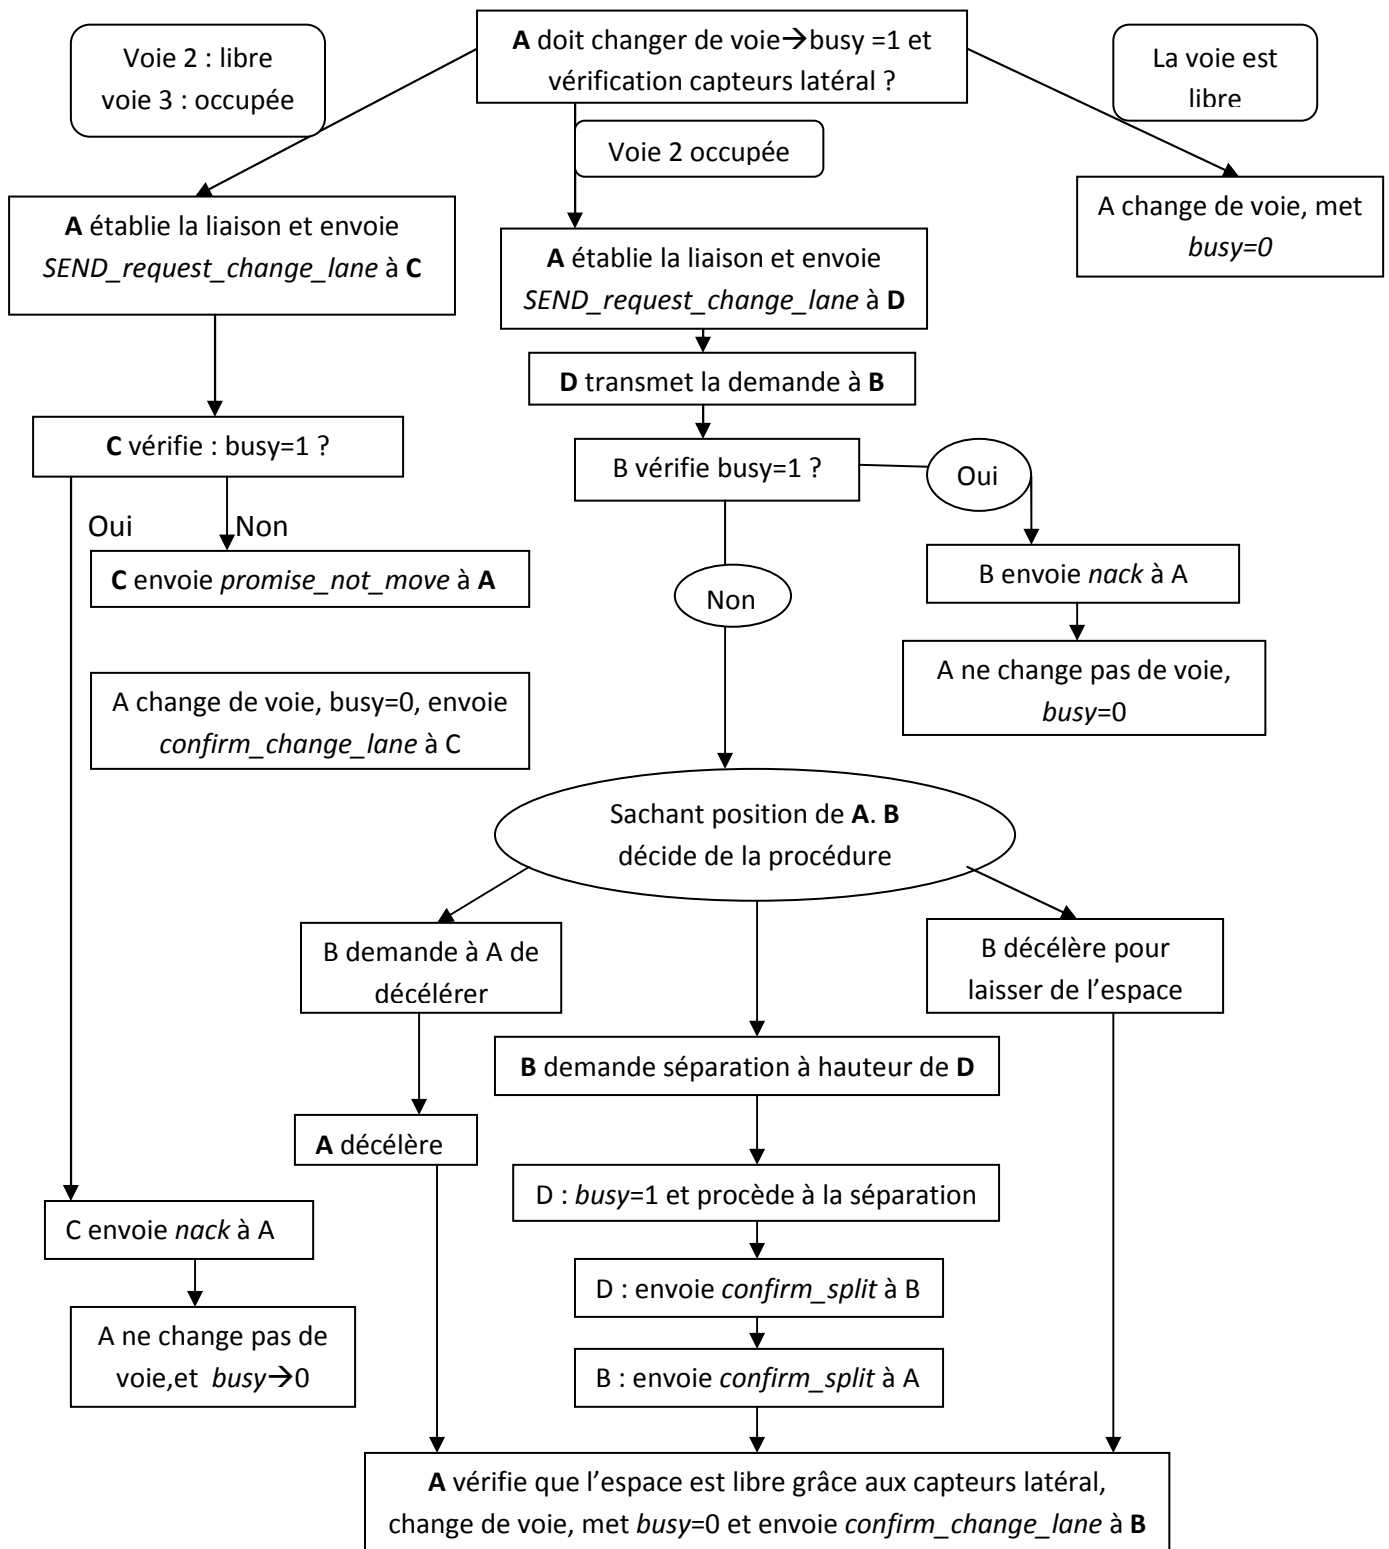 A doit changer de voie→busy =1 et
vérification capteurs latéral ?
Voie 2 : libre
voie 3 : occupée
La voie est
libre
Voie 2 occupée
A établie la liaison et envoie
SEND_request_change_lane à C
A établie la liaison et envoie
SEND_request_change_lane à D
A change de voie, met
busy=0
D transmet la demande à B
C vérifie : busy=1 ?
B vérifie busy=1 ?
Oui
Oui
Non
C envoie promise_not_move à A
B envoie nack à A
Non
A ne change pas de voie,
busy=0
A change de voie, busy=0, envoie
confirm_change_lane à C
Sachant position de A. B
décide de la procédure
B demande à A de
décélérer
B décélère pour
laisser de l’espace
B demande séparation à hauteur de D
A décélère
D : busy=1 et procède à la séparation
C envoie nack à A
D : envoie confirm_split à B
A ne change pas de
voie,et busy→0
B : envoie confirm_split à A
A vérifie que l’espace est libre grâce aux capteurs latéral,
change de voie, met busy=0 et envoie confirm_change_lane à B